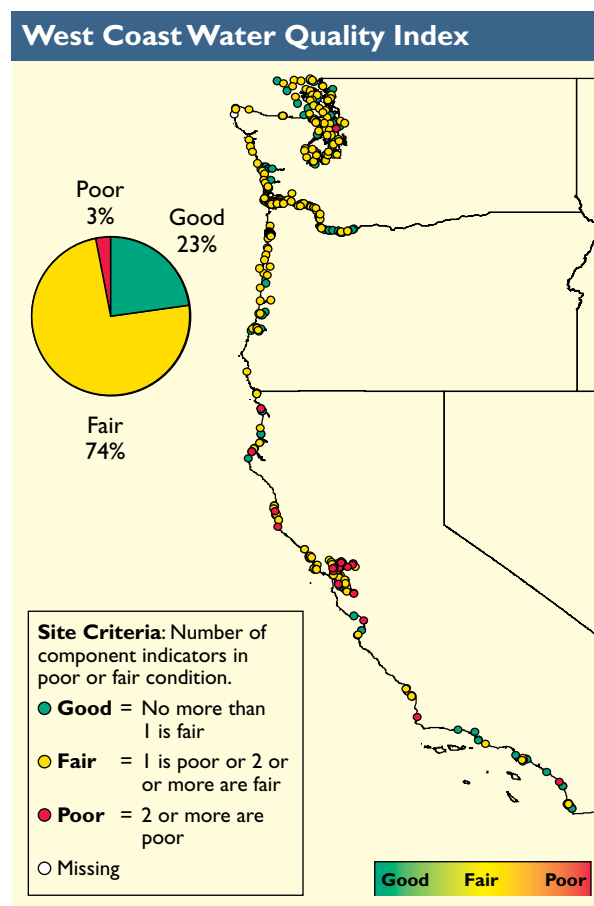 West Coast Water Quality Index
Poor
3%
Good
23%
Fair
74%
Site Criteria: Number of
component indicators in
poor or fair condition.
Good = No more than
1 is fair
Fair = 1 is poor or 2 or
or more are fair
Poor = 2 or more are
poor
Missing
Good Fair Poor